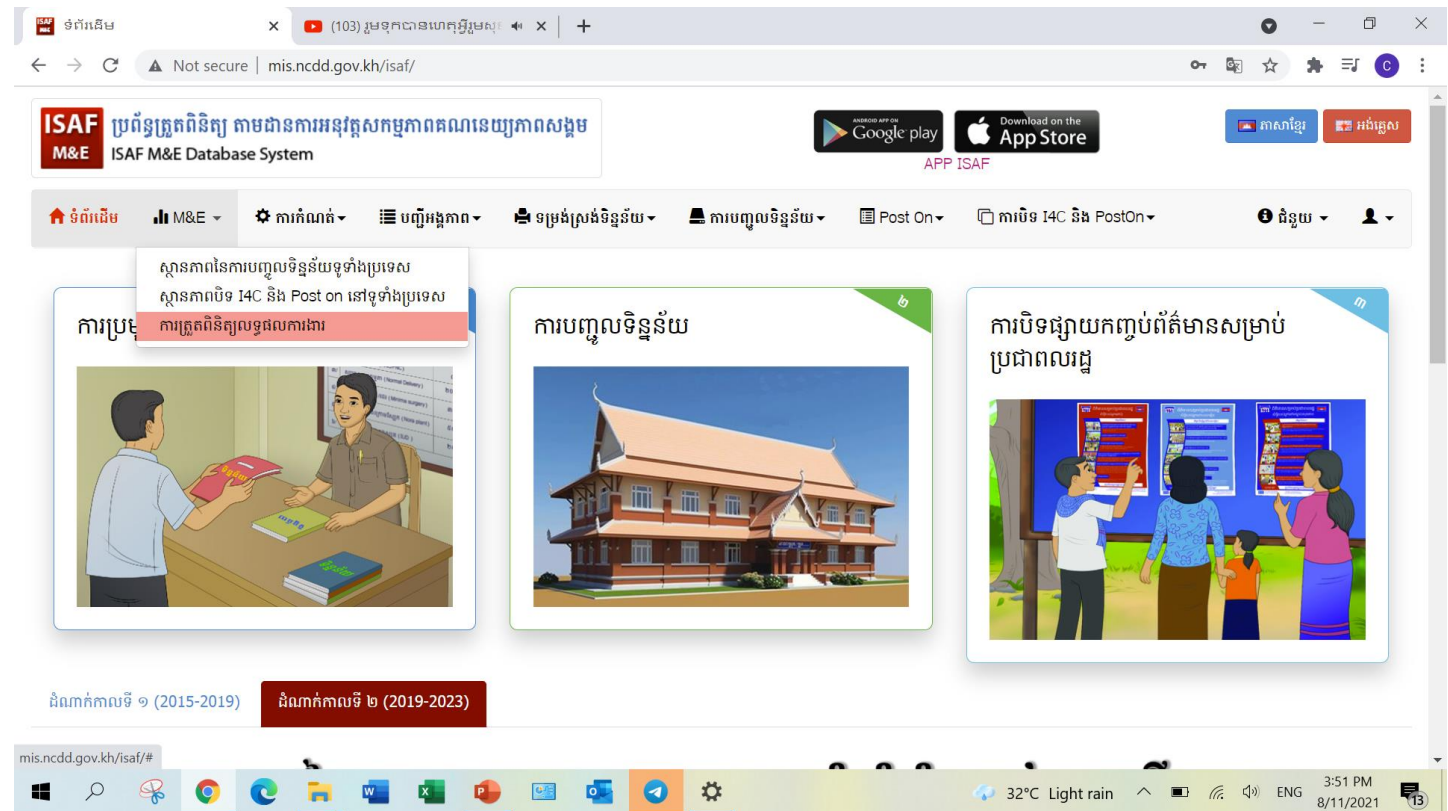 ISAF M&E
ទំព័រដើម
(103) រួមទុកបានហេតុអ្វីរួមសុ
Not secure | mis.ncdd.gov.kh/isaf/
C
ISAF
M&E
ប្រព័ន្ធត្រួតពិនិត្យ តាមដានការអនុវត្តសកម្មភាពគណនេយ្យភាពសង្គម
ISAF M&E Database System
ANDROID APP ON
Google play
Download on the
App Store
APP ISAF
ភាសាខ្មែរ
អង់គ្លេស
ទំព័រដើម
M&E
ការកំណត់
បញ្ជីអង្គភាព
ទម្រង់ស្រង់ទិន្នន័យ
ការបញ្ចូលទិន្នន័យ
Post On
ការបិទ I4C និង PostOn
ជំនួយ
ស្ថានភាពនៃការបញ្ចូលទិន្នន័យទូទាំងប្រទេស
ស្ថានភាពបិទ I4C និង Post on នៅទូទាំងប្រទេស
ការត្រួតពិនិត្យលទ្ធផលការងារ
ការប្រមូ
ការបញ្ចូលទិន្នន័យ
២
ការបិទផ្សាយកញ្ចប់ព័ត៌មានសម្រាប់
ប្រជាពលរដ្ឋ
៣
ដំណាក់កាលទី ១ (2015-2019)
ដំណាក់កាលទី ២ (2019-2023)
mis.ncdd.gov.kh/isaf/#
32°C Light rain
ENG
3:51 PM
8/11/2021
13